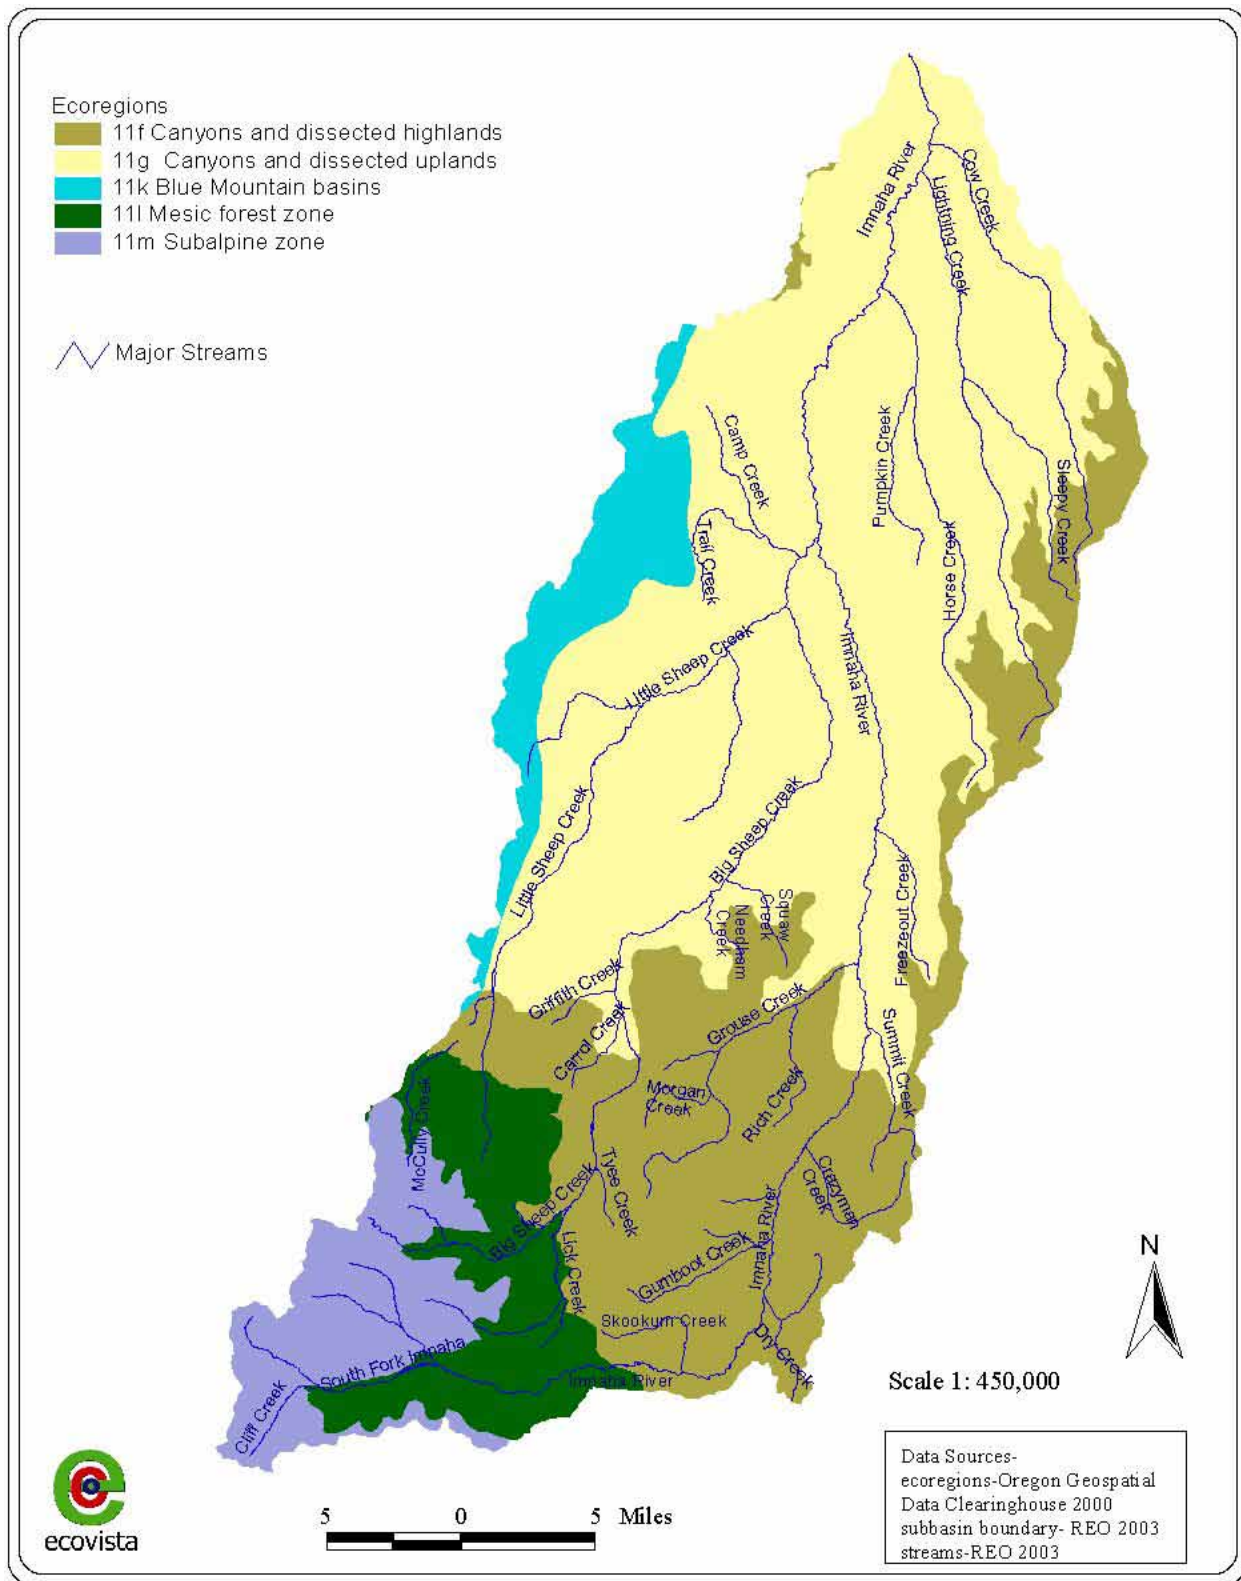 Ecoregions
11f Canyons and dissected highlands
11g Canyons and dissected uplands
11k Blue Mountain basins
11l Mesic forest zone
11m Subalpine zone
Major Streams
Imnaha River
Cow Creek
Lightning Creek
Camp Creek
Pumpkin Creek
Sleepy Creek
Trail Creek
Horse Creek
Little Sheep Creek
Imnaha River
Little Sheep Creek
Big Sheep Creek
Squaw
Creek
Needham
Creek
Freezeout Creek
Griffith Creek
Grouse Creek
Carrol Creek
Summit Creek
Morgan
Creek
Rich Creek
McCully Creek
Tyee Creek
Crazyman
Creek
Big Sheep Creek
Lick Creek
Imnaha River
Gumboot Creek
Skookum Creek
Dry Creek
South Fork Imnaha
Imnaha River
Cliff Creek
N
Scale 1: 450,000
Data Sources-
ecoregions-Oregon Geospatial
Data Clearinghouse 2000
subbasin boundary- REO 2003
streams-REO 2003
ecovista
5 0 5 Miles